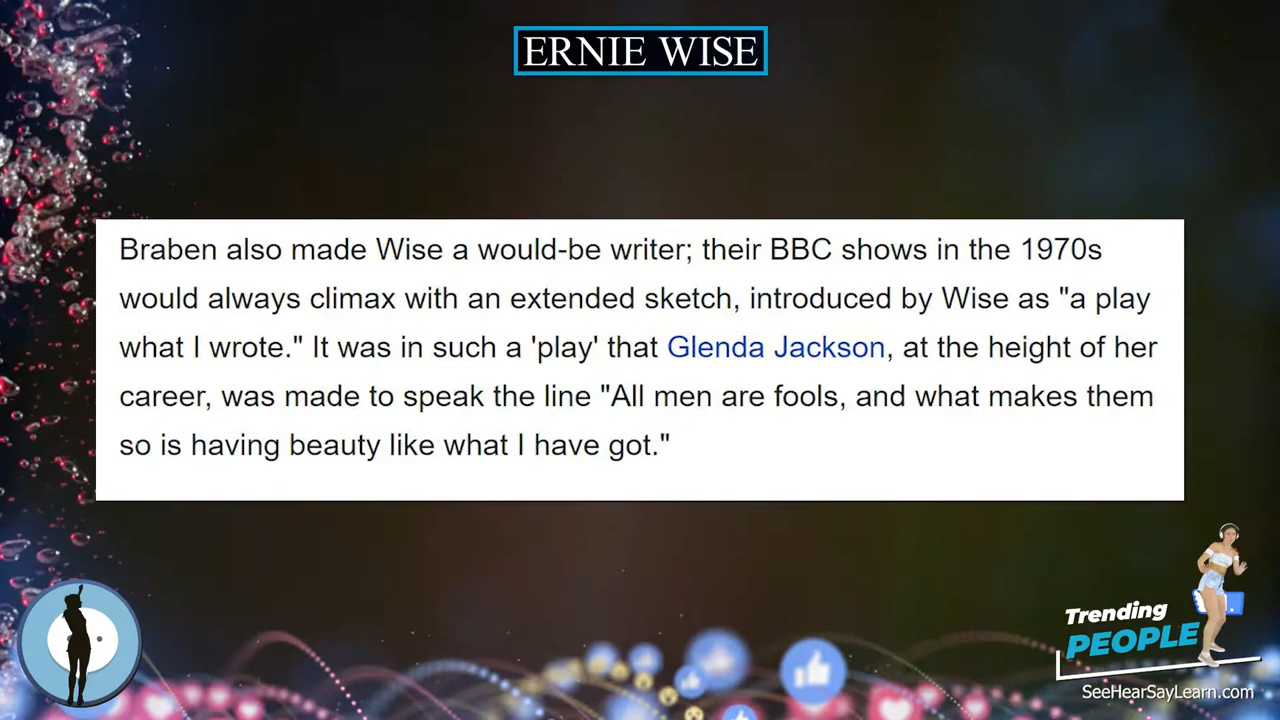 ERNIE WISE
Braben also made Wise a would-be writer; their BBC shows in the 1970s
would always climax with an extended sketch, introduced by Wise as "a play
what I wrote." It was in such a 'play' that Glenda Jackson, at the height of her
career, was made to speak the line "All men are fools, and what makes them
so is having beauty like what I have got."
Trending
PEOPLE
SeeHearSayLearn.com